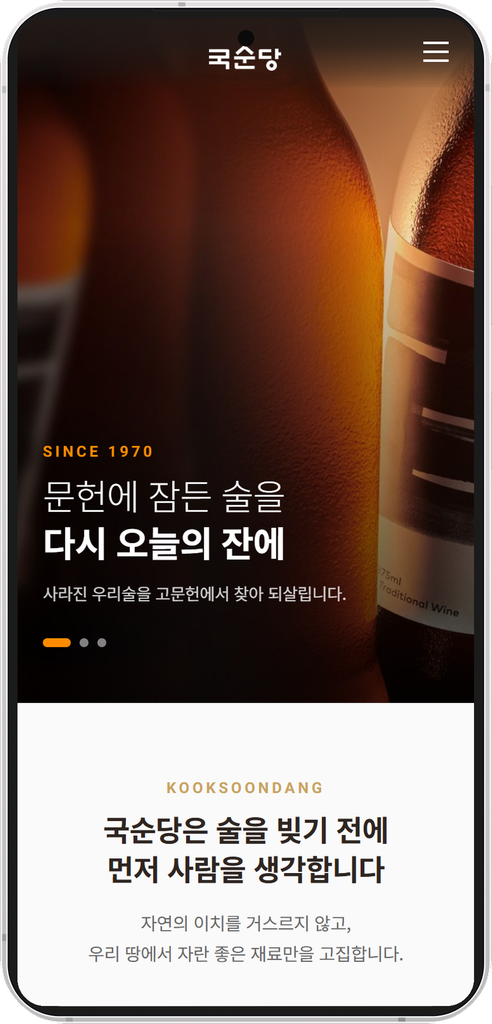 국순당
375ml
Traditional Wine
SINCE 1970
문헌에 잠든 술을
다시 오늘의 잔에
사라진 우리술을 고문헌에서 찾아 되살립니다.
KOOKSOONDANG
국순당은 술을 빚기 전에
먼저 사람을 생각합니다
자연의 이치를 거스르지 않고,
우리 땅에서 자란 좋은 재료만을 고집합니다.